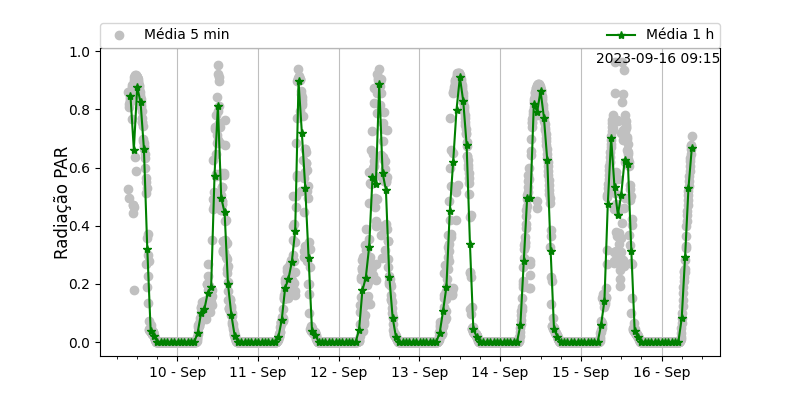 Média 5 min
Média 1 h
2023-09-16 09:15
1.0
0.8
0.6
0.4
0.2
0.0
Radiação PAR
10 - Sep
11 - Sep
12 - Sep
13 - Sep
14 - Sep
15 - Sep
16 - Sep